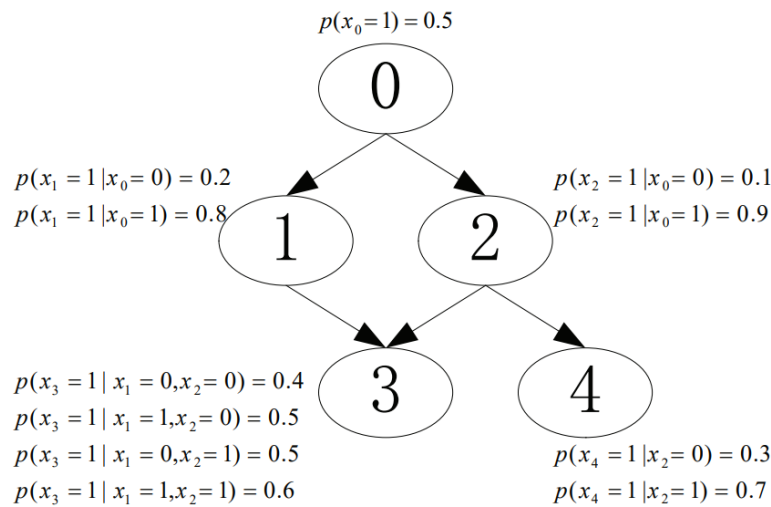 p(x₀=1) = 0.5
0
p(x₁ = 1|x₀= 0) = 0.2
p(x₁ = 1|x₀= 1) = 0.8
p(x₂ = 1|x₀= 0) = 0.1
p(x₂ = 1|x₀= 1) = 0.9
1
2
p(x₃ = 1| x₁ = 0,x₂= 0) = 0.4
p(x₃ = 1| x₁ = 1,x₂= 0) = 0.5
p(x₃ = 1| x₁ = 0,x₂= 1) = 0.5
p(x₃ = 1| x₁ = 1,x₂= 1) = 0.6
3
4
p(x₄ = 1|x₂= 0) = 0.3
p(x₄ = 1|x₂= 1) = 0.7